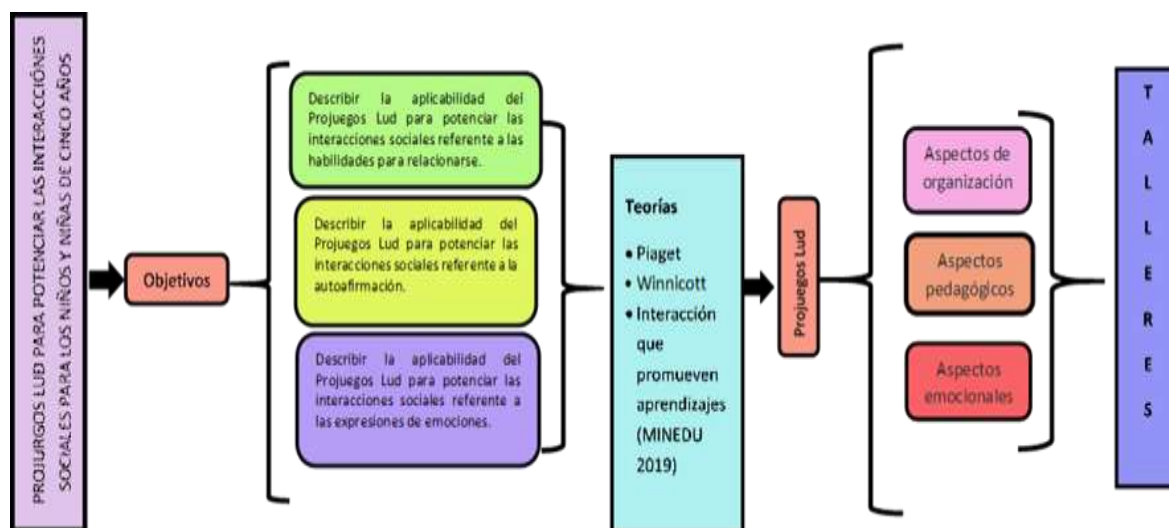 PROJURGOS LUD PARA POTENCIAR LAS INTERACCIÓNES
SOCIALES PARA LOS NIÑOS Y NIÑAS DE CINCO AÑOS
Objetivos
Describir la aplicabilidad del
Projuegos Lud para potenciar las
interacciones sociales referente a las
habilidades para relacionarse.
Describir la aplicabilidad del
Projuegos Lud para potenciar las
interacciones sociales referente a la
autoafirmación.
Describir la aplicabilidad del
Projuegos Lud para potenciar las
interacciones sociales referente a
las expresiones de emociones.
Teorías
• Piaget
• Winnicott
• Interacción
que
promueven
aprendizajes
(MINEDU
2019)
Projuegos Lud
Aspectos de
organización
Aspectos
pedagógicos
Aspectos
emocionales
T
A
L
L
E
R
E
S